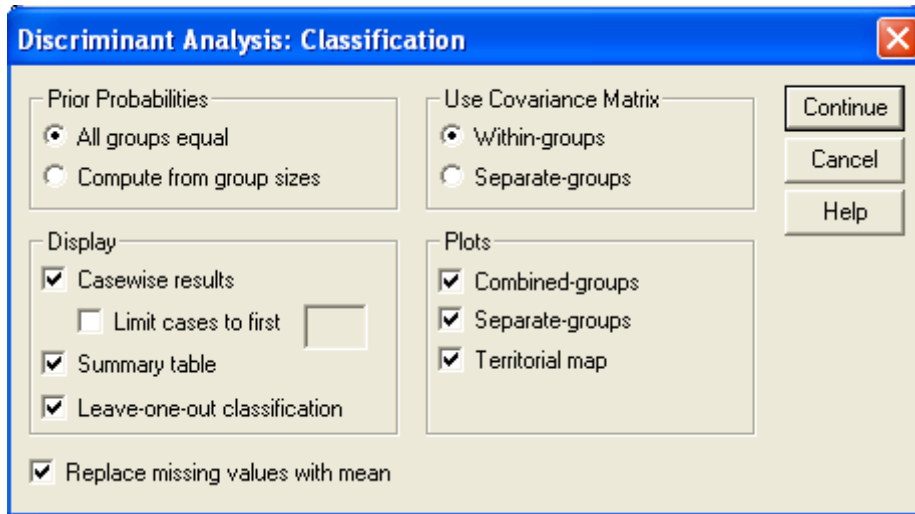 Discriminant Analysis: Classification
Prior Probabilities
All groups equal
Compute from group sizes
Use Covariance Matrix
Within-groups
Separate-groups
Continue
Cancel
Help
Display
Casewise results
Limit cases to first
Summary table
Leave-one-out classification
Plots
Combined-groups
Separate-groups
Territorial map
Replace missing values with mean